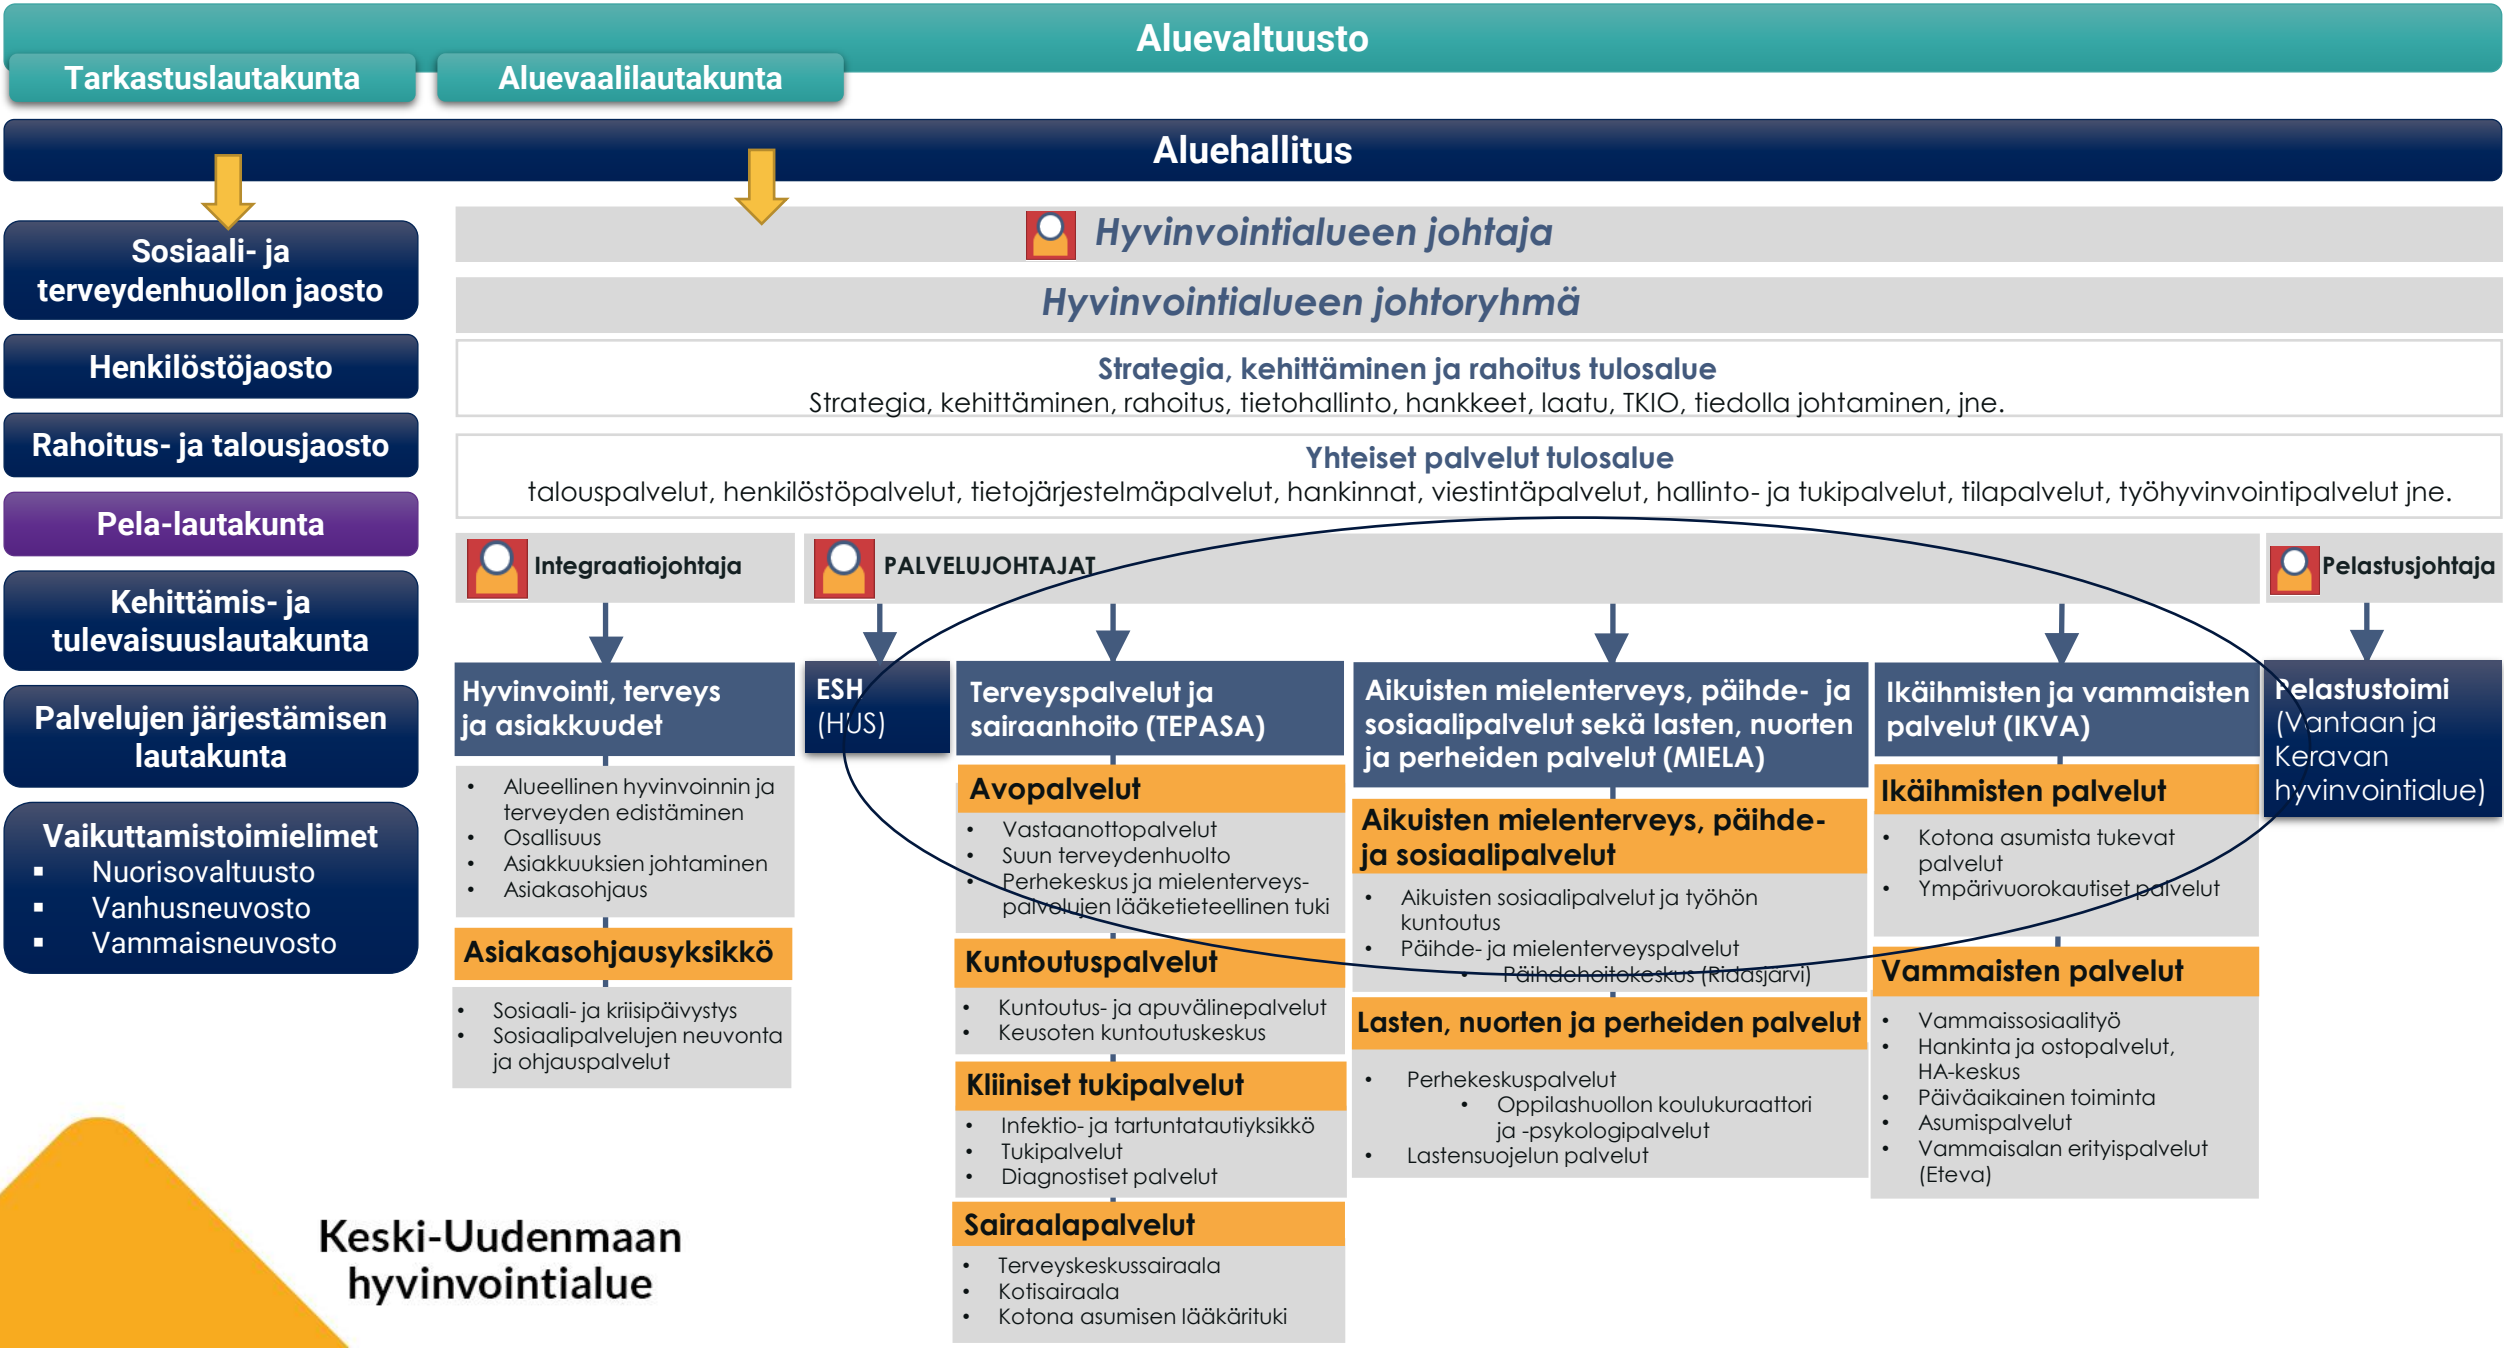 Aluevaltuusto
Tarkastuslautakunta
Aluevaalilautakunta
Aluehallitus
Sosiaali- ja
terveydenhuollon jaosto
Henkilöstöjaosto
Rahoitus- ja talousjaosto
Pela-lautakunta
Kehittämis- ja
tulevaisuuslautakunta
Palvelujen järjestämisen
lautakunta
Vaikuttamistoimielimet
▪ Nuorisovaltuusto
▪ Vanhusneuvosto
▪ Vammaisneuvosto
Hyvinvointialueen johtaja
Hyvinvointialueen johtoryhmä
Strategia, kehittäminen ja rahoitus tulosalue
Strategia, kehittäminen, rahoitus, tietohallinto, hankkeet, laatu, TKIO, tiedolla johtaminen, jne.
Yhteiset palvelut tulosalue
talouspalvelut, henkilöstöpalvelut, tietojärjestelmäpalvelut, hankinnat, viestintäpalvelut, hallinto- ja tukipalvelut, tilapalvelut, työhyvinvointipalvelut jne.
Integraatiojohtaja
PALVELUJOHTAJAT
Pelastusjohtaja
Hyvinvointi, terveys
ja asiakkuudet
• Alueellinen hyvinvoinnin ja
terveyden edistäminen
• Osallisuus
• Asiakkuuksien johtaminen
• Asiakasohjaus
Asiakasohjausyksikkö
• Sosiaali- ja kriisipäivystys
• Sosiaalipalvelujen neuvonta
ja ohjauspalvelut
ESH
(HUS)
Terveyspalvelut ja
sairaanhoito (TEPASA)
Avopalvelut
• Vastaanottopalvelut
• Suun terveydenhuolto
• Perhekeskus ja mielenterveys-
palvelujen lääketieteellinen tuki
Kuntoutuspalvelut
• Kuntoutus- ja apuvälinepalvelut
• Keusoten kuntoutuskeskus
Kliiniset tukipalvelut
• Infektio- ja tartuntatautiyksikkö
• Tukipalvelut
• Diagnostiset palvelut
Sairaalapalvelut
• Terveyskeskussairaala
• Kotisairaala
• Kotona asumisen lääkärituki
Aikuisten mielenterveys, päihde- ja
sosiaalipalvelut sekä lasten, nuorten
ja perheiden palvelut (MIELA)
Aikuisten mielenterveys, päihde-
ja sosiaalipalvelut
• Aikuisten sosiaalipalvelut ja työhön
kuntoutus
• Päihde- ja mielenterveyspalvelut
• Päihdehoitokeskus (Ridasjärvi)
Lasten, nuorten ja perheiden palvelut
• Perhekeskuspalvelut
• Oppilashuollon koulukuraattori
ja -psykologipalvelut
• Lastensuojelun palvelut
Ikäihmisten ja vammaisten
palvelut (IKVA)
Ikäihmisten palvelut
• Kotona asumista tukevat
palvelut
• Ympärivuorokautiset palvelut
Vammaisten palvelut
• Vammaissosiaalityö
• Hankinta ja ostopalvelut,
HA-keskus
• Päiväaikainen toiminta
• Asumispalvelut
• Vammaisalan erityispalvelut
(Eteva)
Pelastustoimi
(Vantaan ja
Keravan
hyvinvointialue)
Keski-Uudenmaan
hyvinvointialue